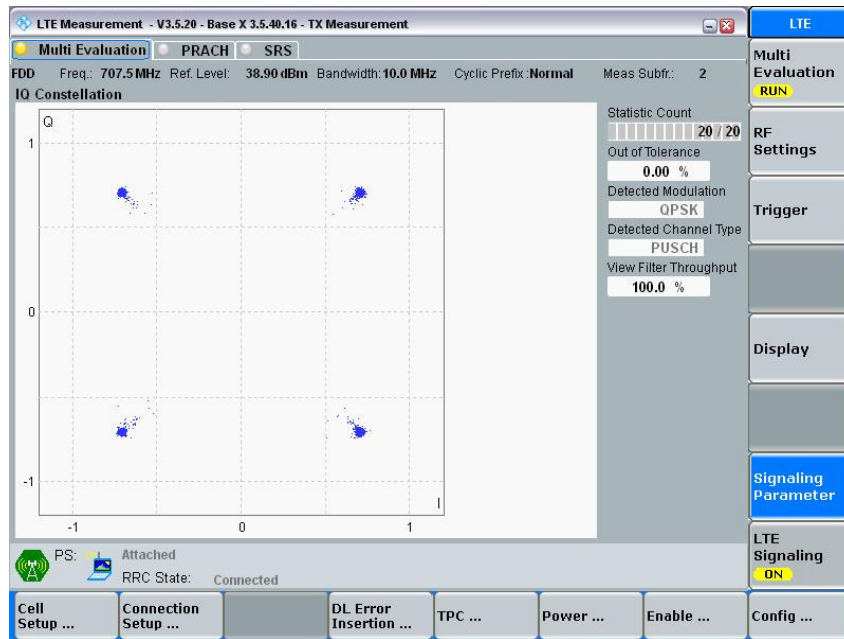 LTE Measurement - V3.5.20 - Base X 3.5.40.16 - TX Measurement
LTE
Multi Evaluation PRACH SRS
FDD Freq.: 707.5 MHz Ref. Level: 38.90 dBm Bandwidth: 10.0 MHz Cyclic Prefix : Normal Meas Subfr.: 2
IQ Constellation
Q
1
0
-1
I
-1 0 1
Statistic Count
20 / 20
Out of Tolerance
0.00 %
Detected Modulation
QPSK
Detected Channel Type
PUSCH
View Filter Throughput
100.0 %
Multi
Evaluation
RUN
RF
Settings
Trigger
Display
Signaling
Parameter
LTE
Signaling
ON
PS: Attached
RRC State: Connected
Cell
Setup ...
Connection
Setup ...
DL Error
Insertion ...
TPC ...
Power ...
Enable ...
Config ...